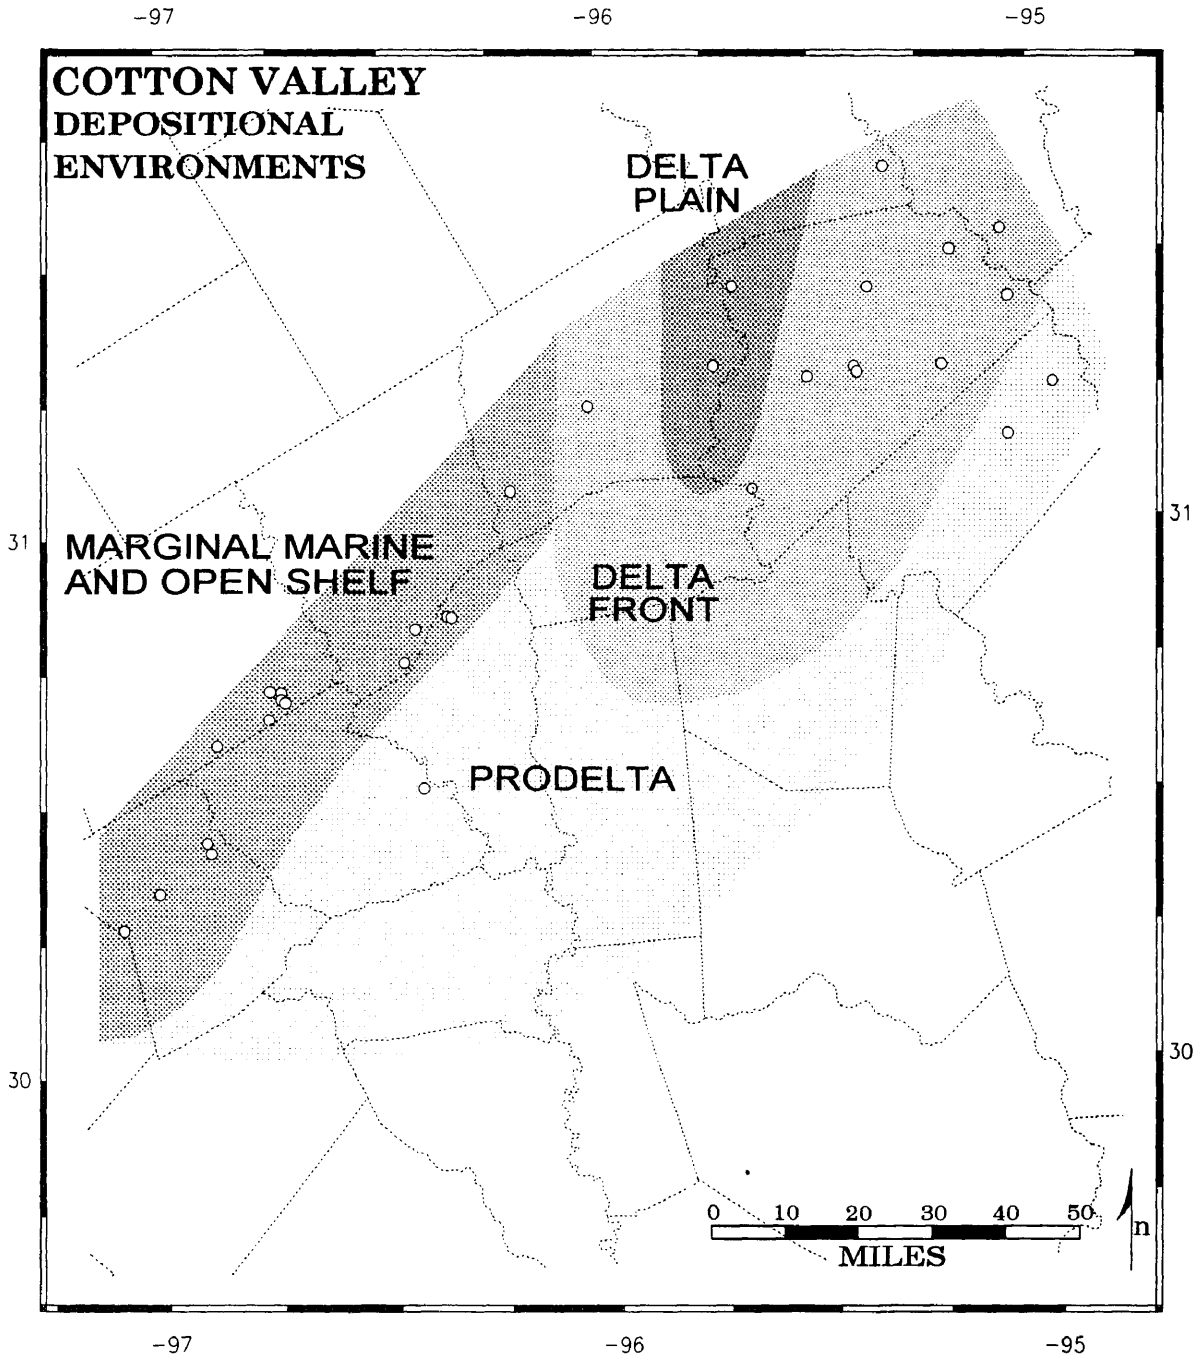 -97 -96 -95
COTTON VALLEY
DEPOSITIONAL
ENVIRONMENTS
DELTA
PLAIN
31
31
MARGINAL MARINE
AND OPEN SHELF
DELTA
FRONT
PRODELTA
30
30
0 10 20 30 40 50
MILES
n
-97 -96 -95